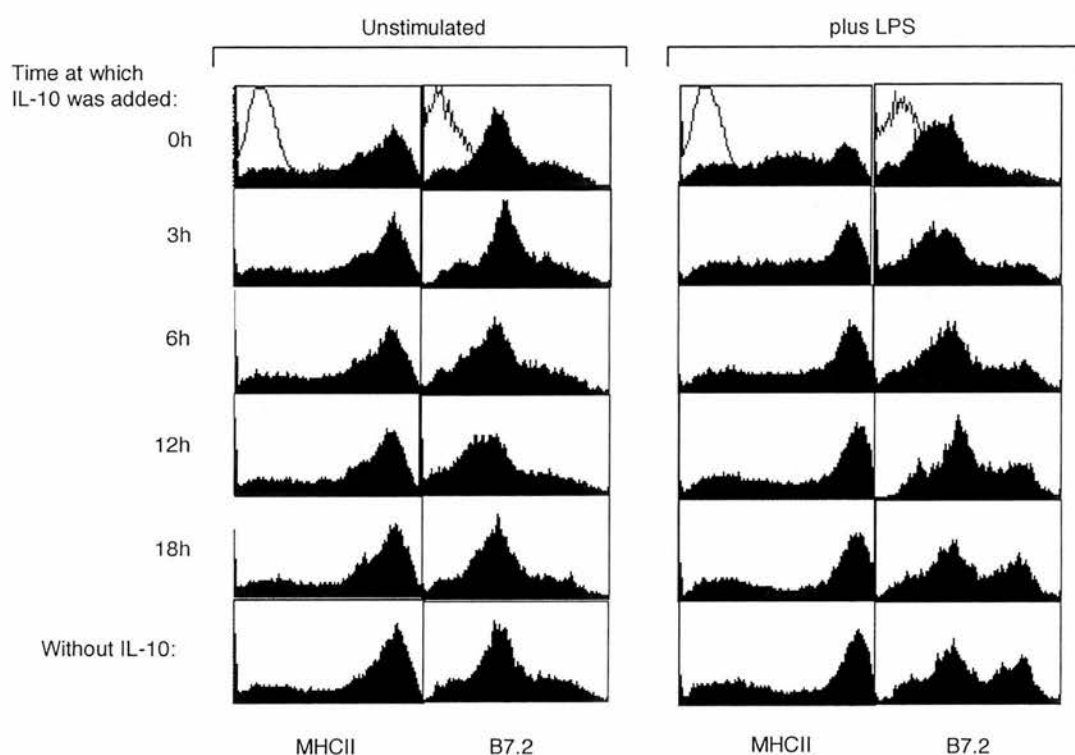 Unstimulated
plus LPS
Time at which
IL-10 was added:
0h
3h
6h
12h
18h
Without IL-10:
MHCII B7.2 MHCII B7.2